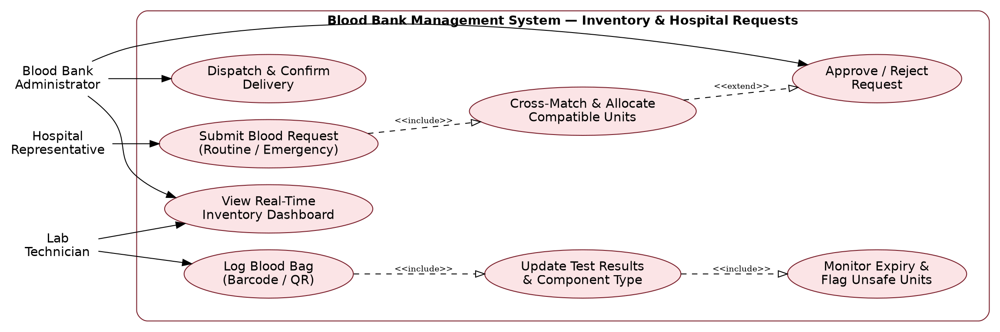 Blood Bank Management System — Inventory & Hospital Requests
Blood Bank
Administrator
Dispatch & Confirm
Delivery
Approve / Reject
Request
<<extend>>
Cross-Match & Allocate
Compatible Units
<<include>>
Hospital
Representative
Submit Blood Request
(Routine / Emergency)
View Real-Time
Inventory Dashboard
Lab
Technician
Log Blood Bag
(Barcode / QR)
<<include>>
Update Test Results
& Component Type
<<include>>
Monitor Expiry &
Flag Unsafe Units